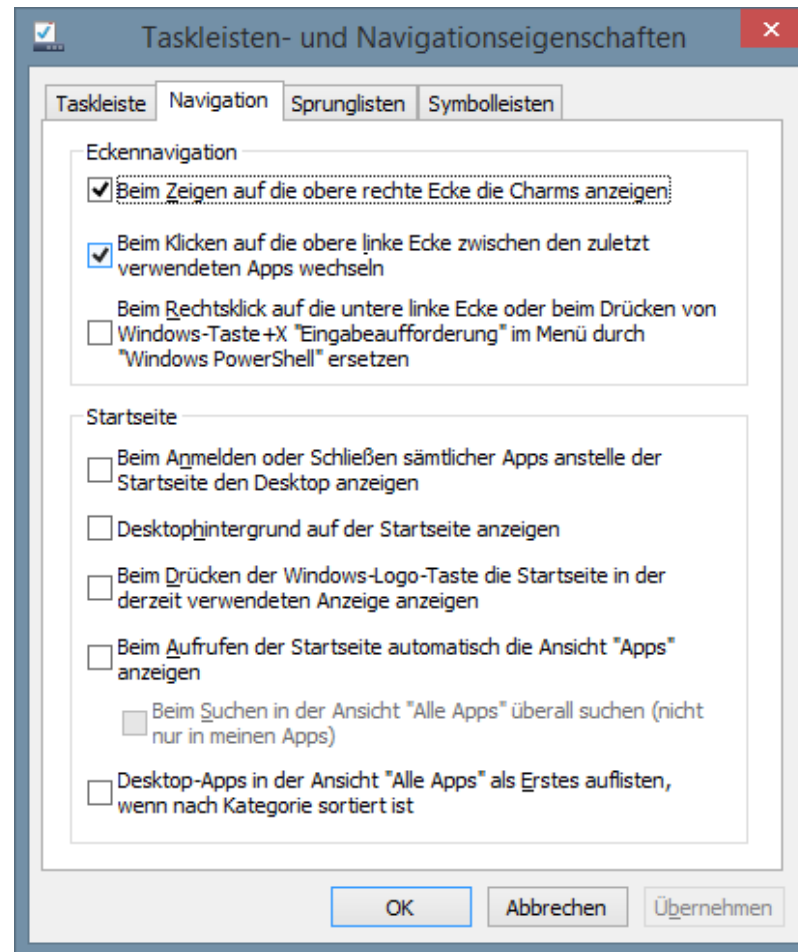 Taskleisten- und Navigationseigenschaften
Taskleiste Navigation Sprunglisten Symbolleisten
Eckennavigation
Beim Zeigen auf die obere rechte Ecke die Charms anzeigen
Beim Klicken auf die obere linke Ecke zwischen den zuletzt
verwendeten Apps wechseln
Beim Rechtsklick auf die untere linke Ecke oder beim Drücken von
Windows-Taste+X "Eingabeaufforderung" im Menü durch
"Windows PowerShell" ersetzen
Startseite
Beim Anmelden oder Schließen sämtlicher Apps anstelle der
Startseite den Desktop anzeigen
Desktophintergrund auf der Startseite anzeigen
Beim Drücken der Windows-Logo-Taste die Startseite in der
derzeit verwendeten Anzeige anzeigen
Beim Aufrufen der Startseite automatisch die Ansicht "Apps"
anzeigen
Beim Suchen in der Ansicht "Alle Apps" überall suchen (nicht
nur in meinen Apps)
Desktop-Apps in der Ansicht "Alle Apps" als Erstes auflisten,
wenn nach Kategorie sortiert ist
OK Abbrechen Übernehmen